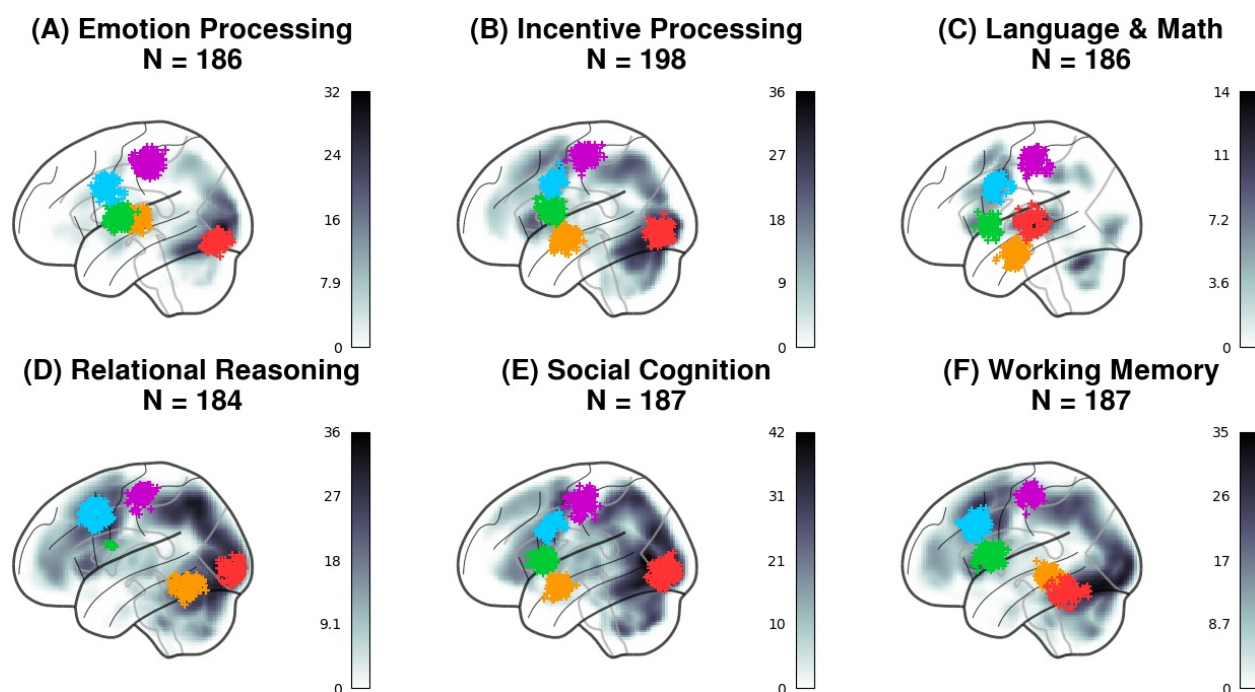 (A) Emotion Processing
N = 186
(B) Incentive Processing
N = 198
(C) Language & Math
N = 186
32
24
16
7.9
0
36
27
18
9
0
14
11
7.2
3.6
0
(D) Relational Reasoning
N = 184
(E) Social Cognition
N = 187
(F) Working Memory
N = 187
36
27
18
9.1
0
42
31
21
10
0
35
26
17
8.7
0